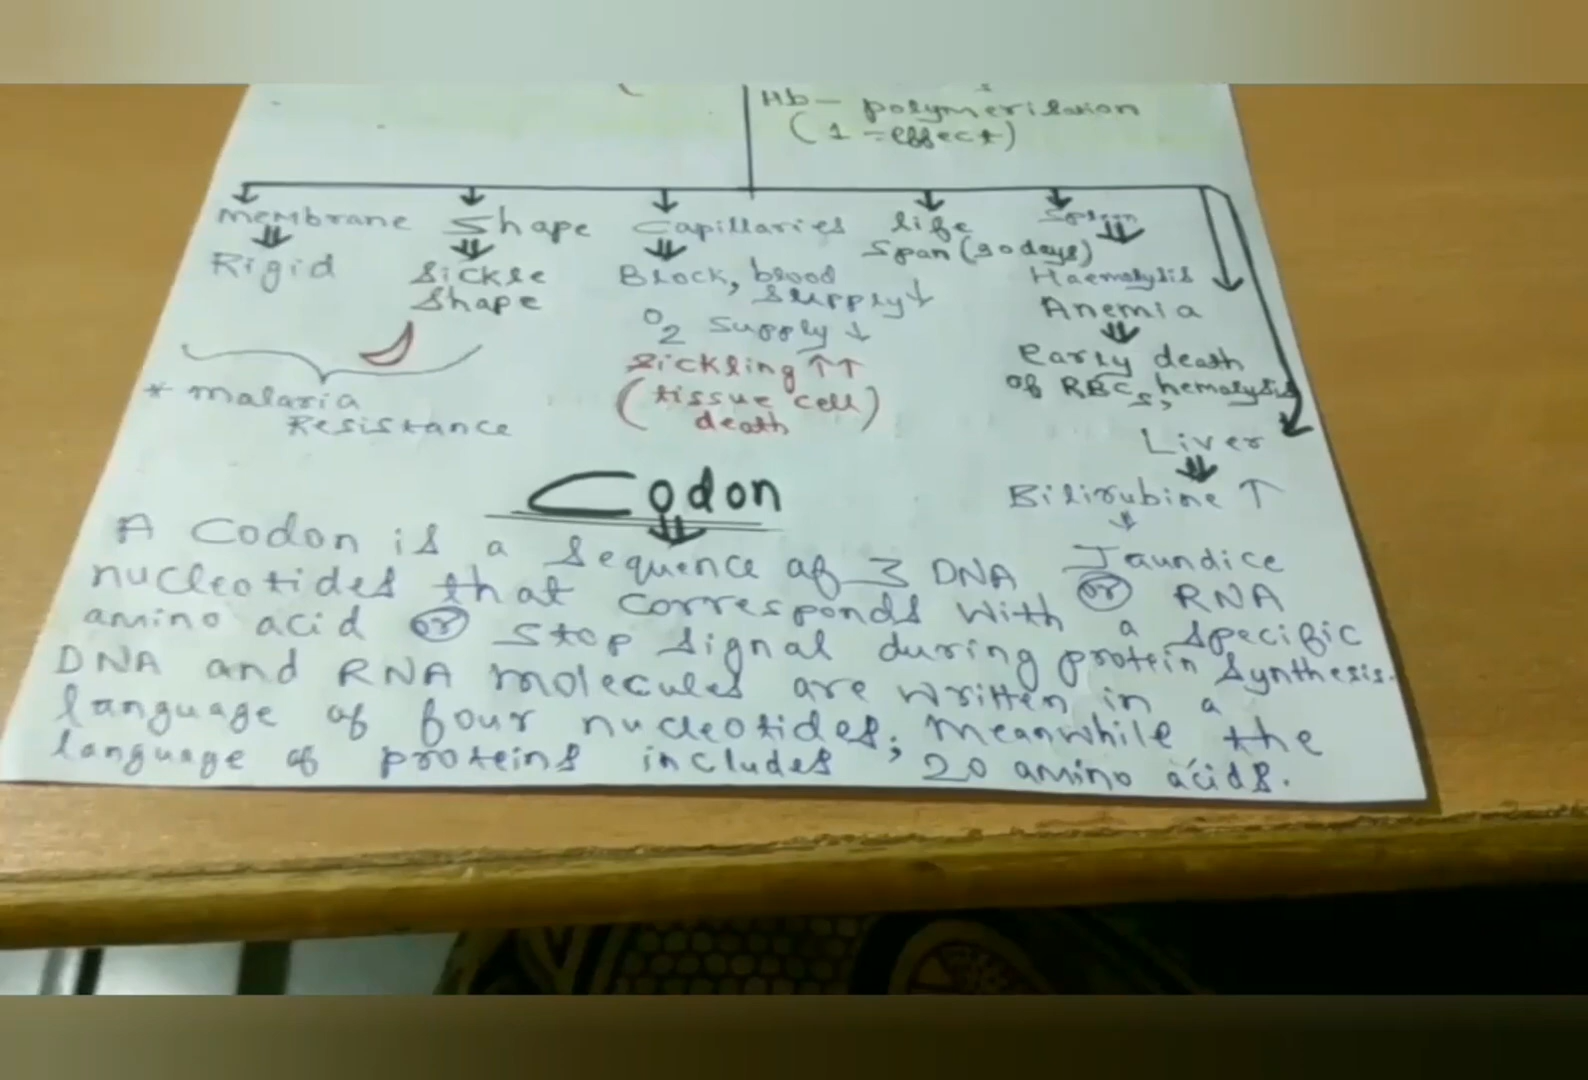 Hb - polymerisation
(1 = effect)
Membrane
⇓
Rigid
Shape
⇓
Sickle
Shape
* Malaria
Resistance
Capillaries
⇓
Block, blood
supply ↓
O2 supply ↓
Sickling ↑↑
(tissue cell
death)
life
Span (30 days)
Spleen
⇓
Haemolysis
Anemia
⇓
Early death
of RBCs, hemolysis
Liver
⇓
Bilirubine ↑
↓
Jaundice
Codon
⇓
A Codon is a sequence of 3 DNA (or) RNA
nucleotides that corresponds with a specific
amino acid (or) stop signal during protein synthesis.
DNA and RNA molecules are written in a
language of four nucleotides; meanwhile the
language of proteins includes, 20 amino acids.